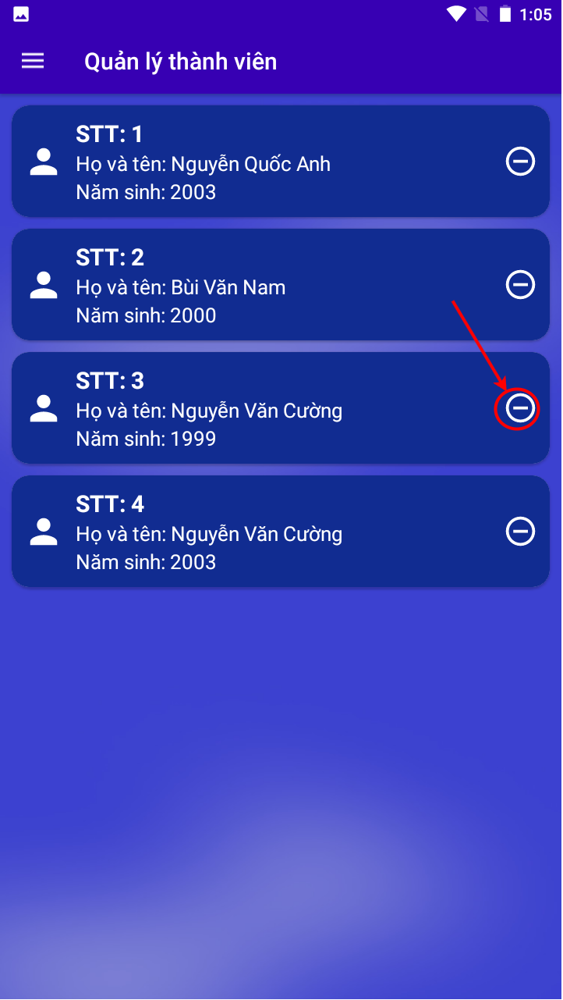 1:05
Quản lý thành viên
STT: 1
Họ và tên: Nguyễn Quốc Anh
Năm sinh: 2003
STT: 2
Họ và tên: Bùi Văn Nam
Năm sinh: 2000
STT: 3
Họ và tên: Nguyễn Văn Cường
Năm sinh: 1999
STT: 4
Họ và tên: Nguyễn Văn Cường
Năm sinh: 2003